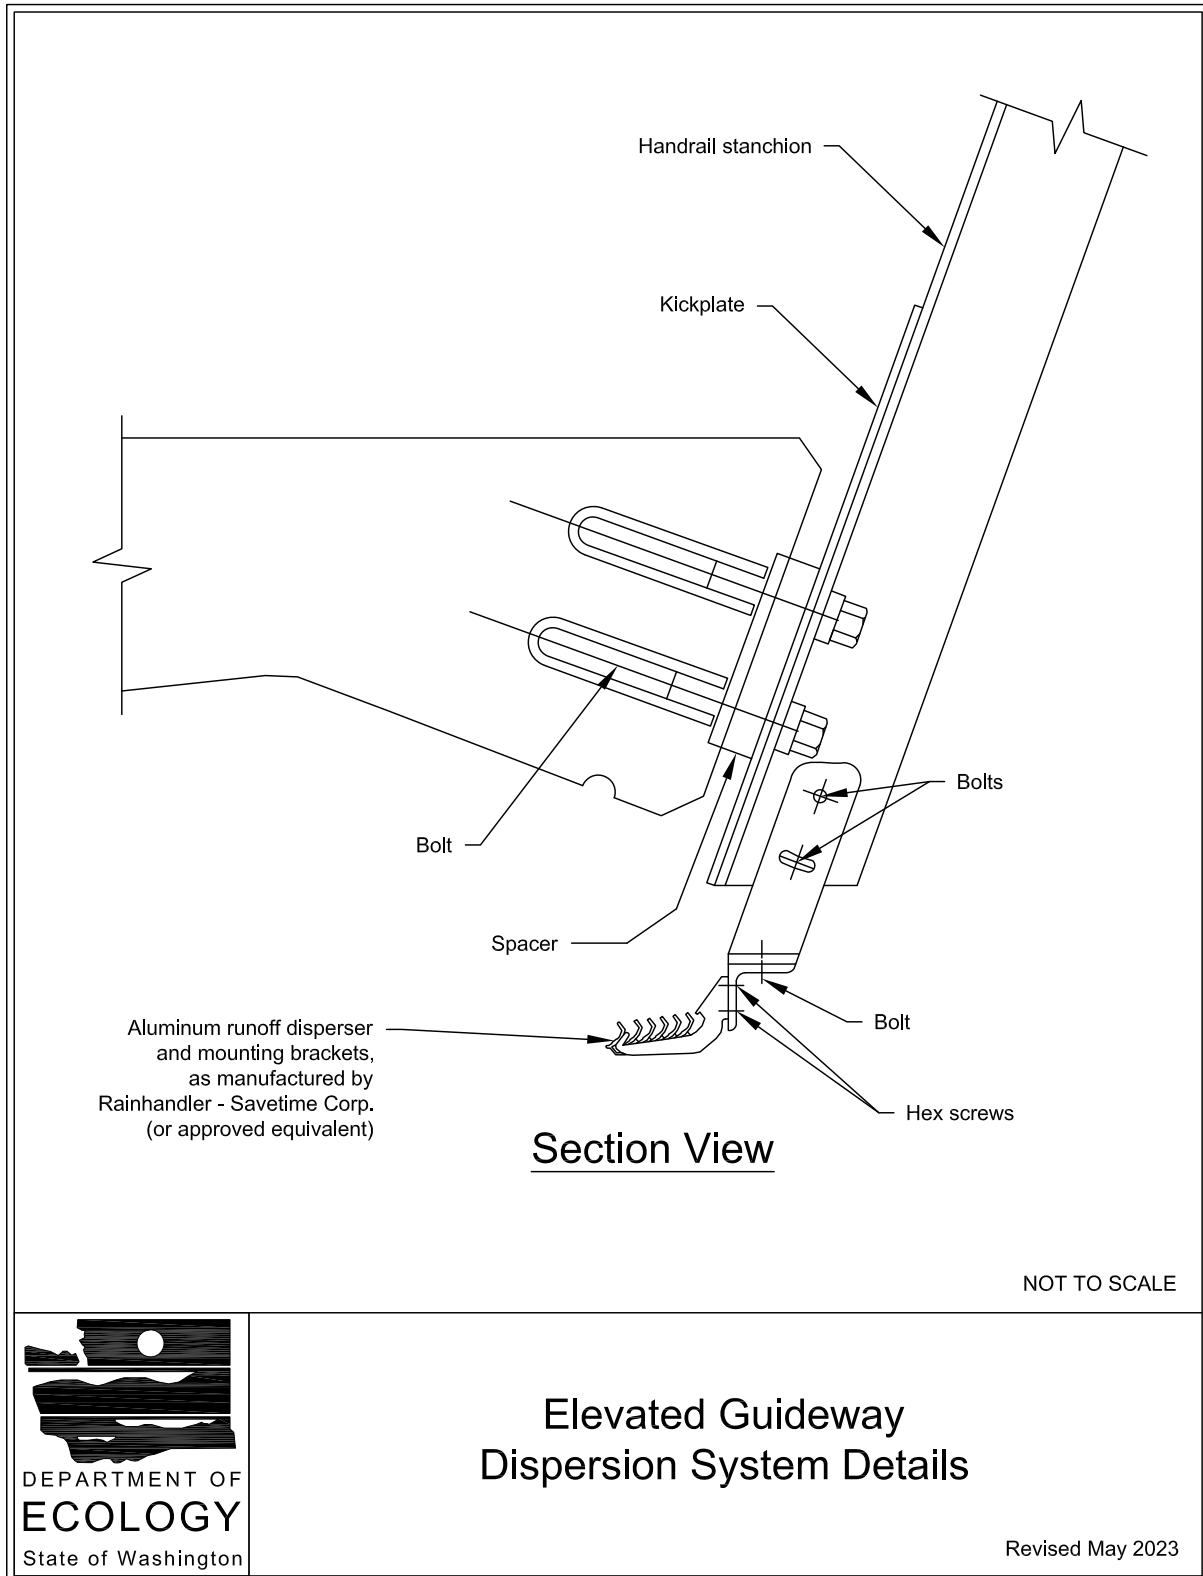 Handrail stanchion
Kickplate
Bolts
Bolt
Spacer
Bolt
Aluminum runoff disperser
and mounting brackets,
as manufactured by
Rainhandler - Savetime Corp.
(or approved equivalent)
Hex screws
Section View
NOT TO SCALE
DEPARTMENT OF
ECOLOGY
State of Washington
Elevated Guideway
Dispersion System Details
Revised May 2023